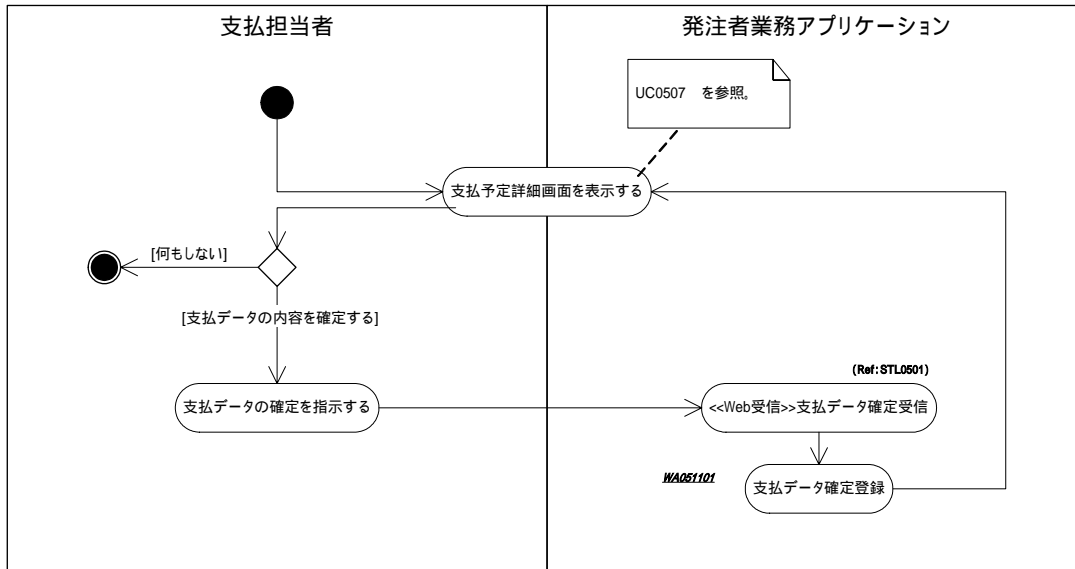 支払担当者
発注者業務アプリケーション
UC0507 を参照。
支払予定詳細画面を表示する
[何もしない]
[支払データの内容を確定する]
(Ref:STL0501)
支払データの確定を指示する
<<Web受信>>支払データ確定受信
WA051101
支払データ確定登録